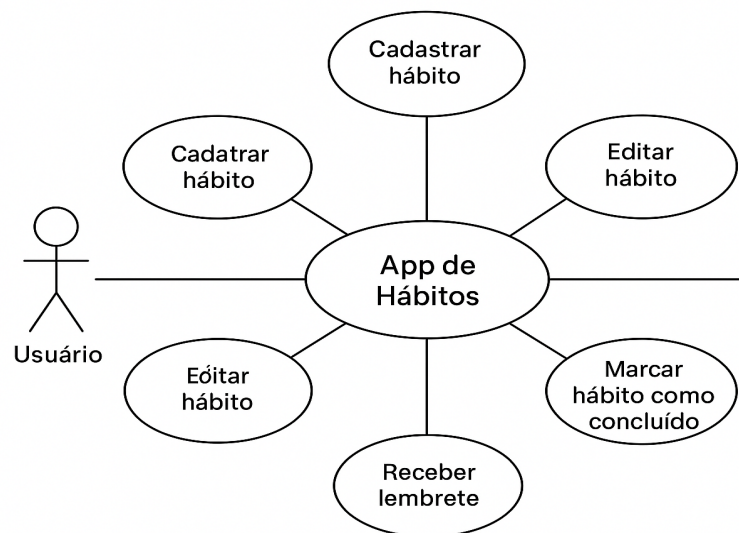 Cadastrar
hábito
Cadatrar
hábito
Editar
hábito
App de
Hábitos
Usuário
Eóitar
hábito
Marcar
hábito como
concluído
Receber
lembrete